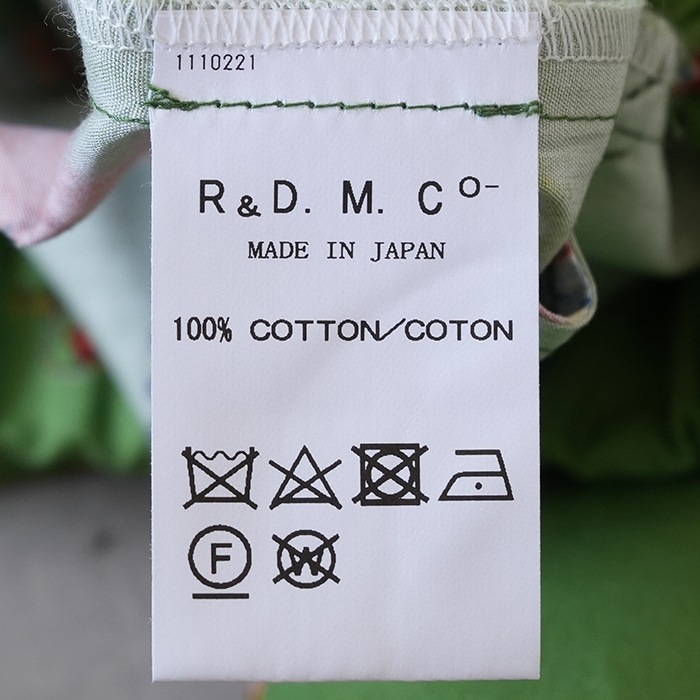 1110221
R&D. M. Co-
MADE IN JAPAN
100% COTTON/COTON
F W